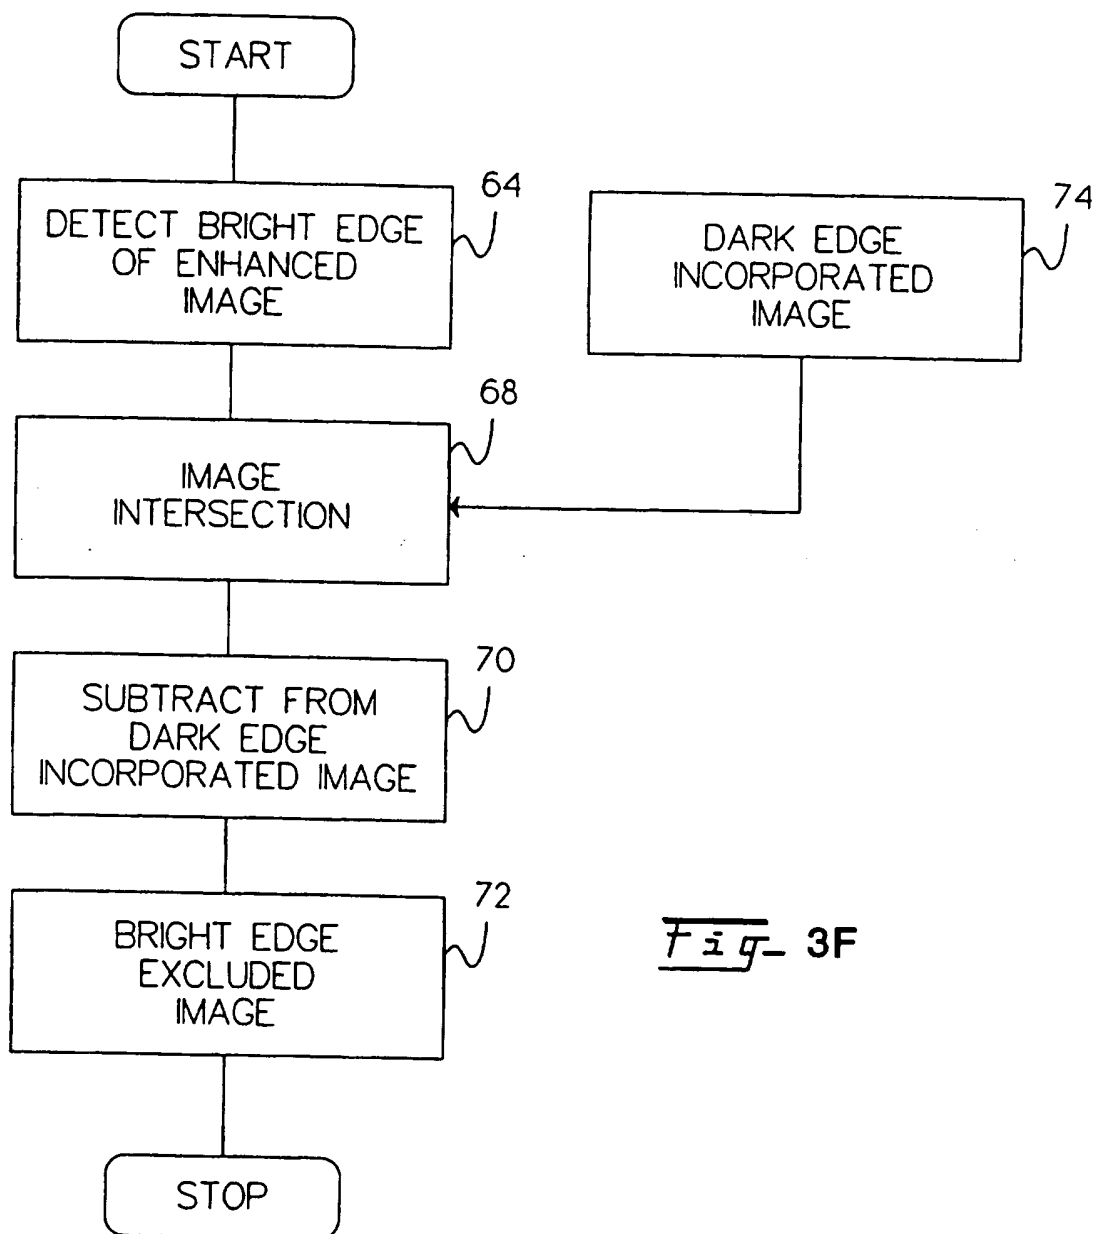 START
64
DETECT BRIGHT EDGE
OF ENHANCED
IMAGE
74
DARK EDGE
INCORPORATED
IMAGE
68
IMAGE
INTERSECTION
70
SUBTRACT FROM
DARK EDGE
INCORPORATED IMAGE
72
BRIGHT EDGE
EXCLUDED
IMAGE
Fig_ 3F
STOP